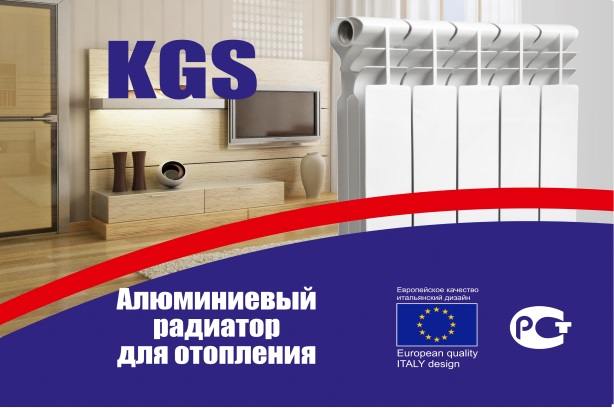 KGS
Алюминиевый
радиатор
для отопления
Европейское качество
итальянский дизайн
European quality
ITALY design
РСТ